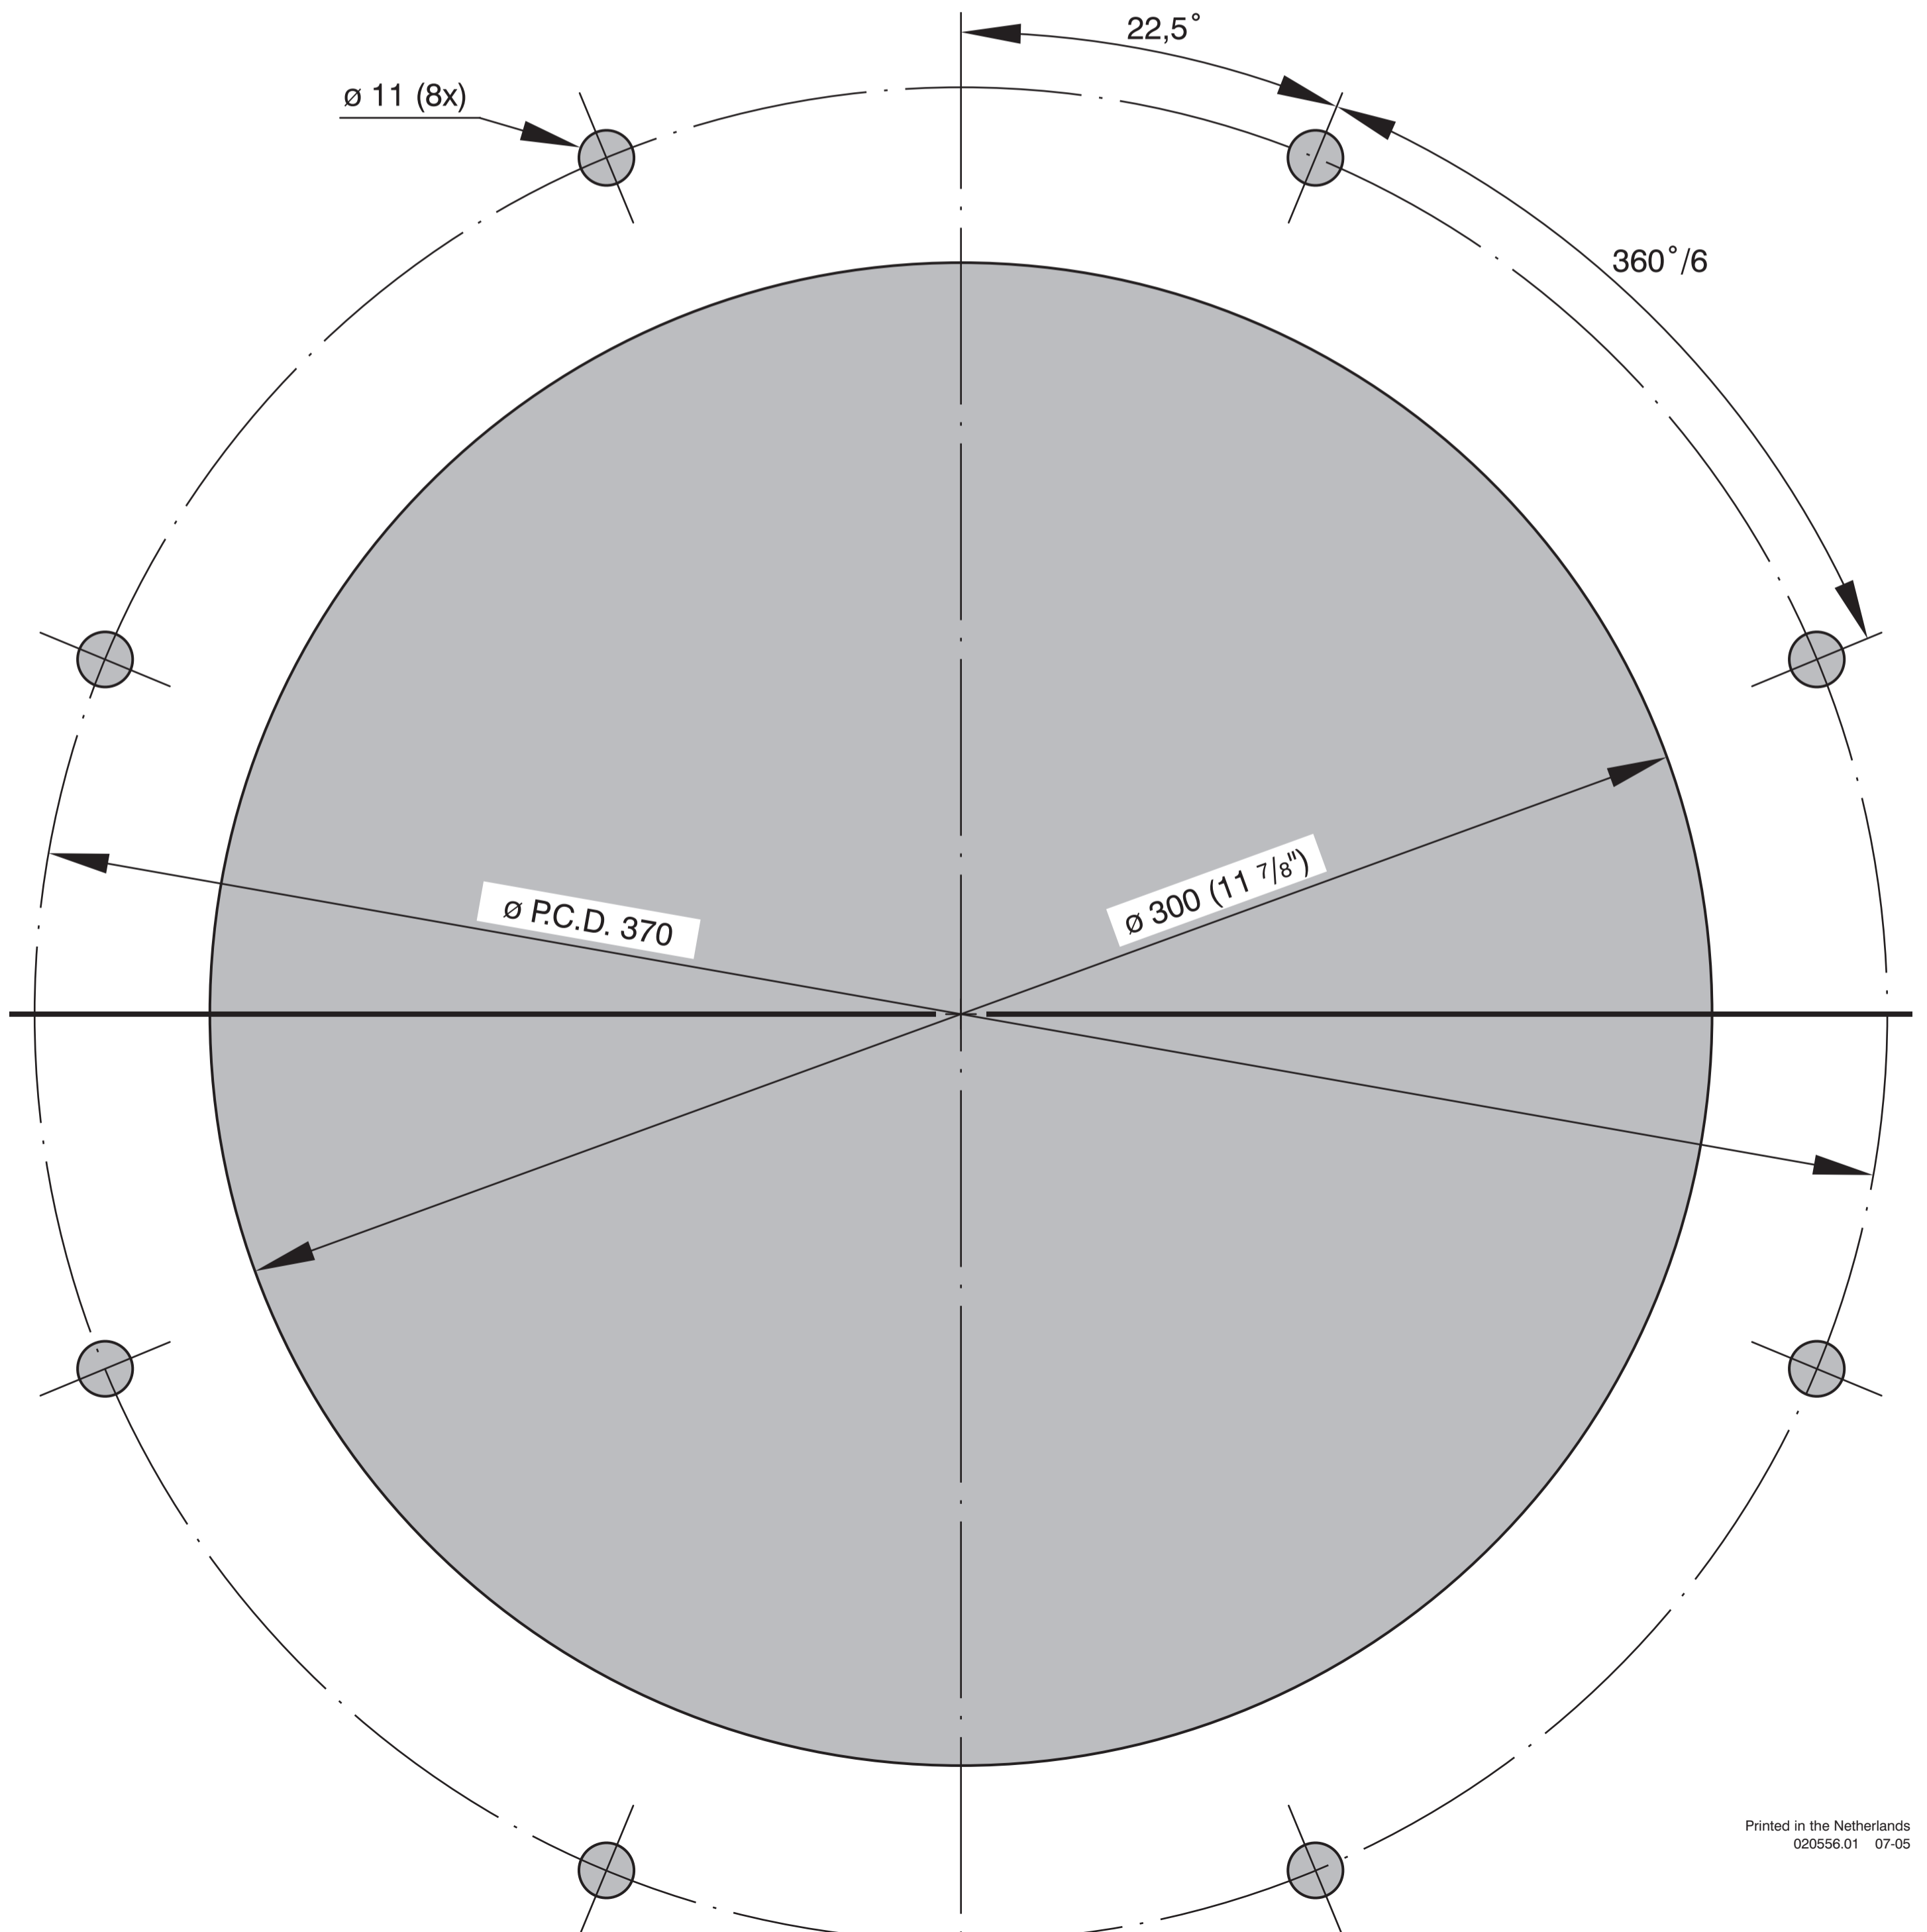 22,5°
ø 11 (8x)
360°/6
ø 300 (11 7/8")
ø P.C.D. 370
Printed in the Netherlands
020556.01 07-05